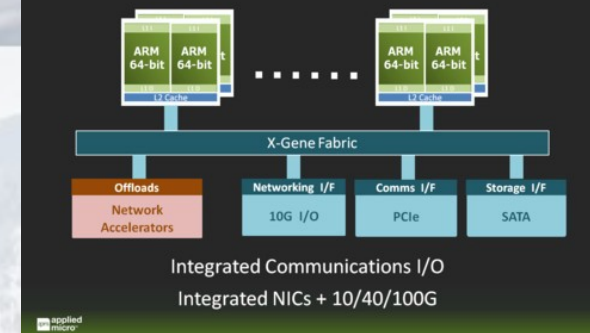 ARM
64-bit
ARM
64-bit
L2 Cache
ARM
64-bit
ARM
64-bit
L2 Cache
X-Gene Fabric
Offloads
Network
Accelerators
Networking I/F
10G I/O
Comms I/F
PCIe
Storage I/F
SATA
Integrated Communications I/O
Integrated NICs + 10/40/100G
applied
micro